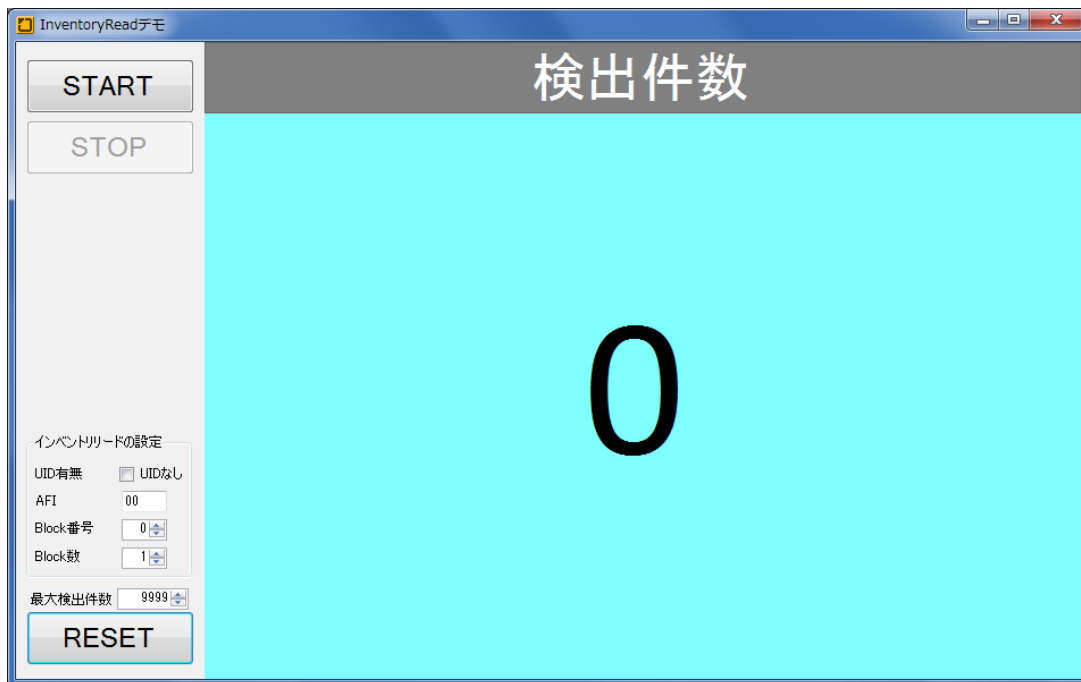 InventoryReadデモ
START
STOP
検出件数
0
インベントリリードの設定
UID有無 UIDなし
AFI 00
Block番号 0
Block数 1
最大検出件数 9999
RESET